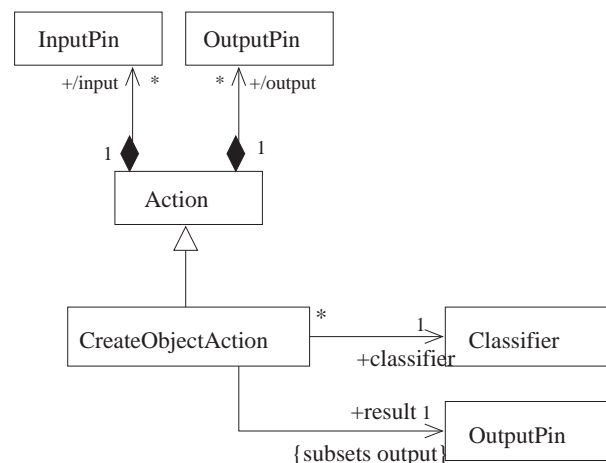 InputPin OutputPin
+/input * * +/output
1 1
Action
CreateObjectAction * 1 Classifier
+classifier
+result 1 OutputPin
{subsets output}